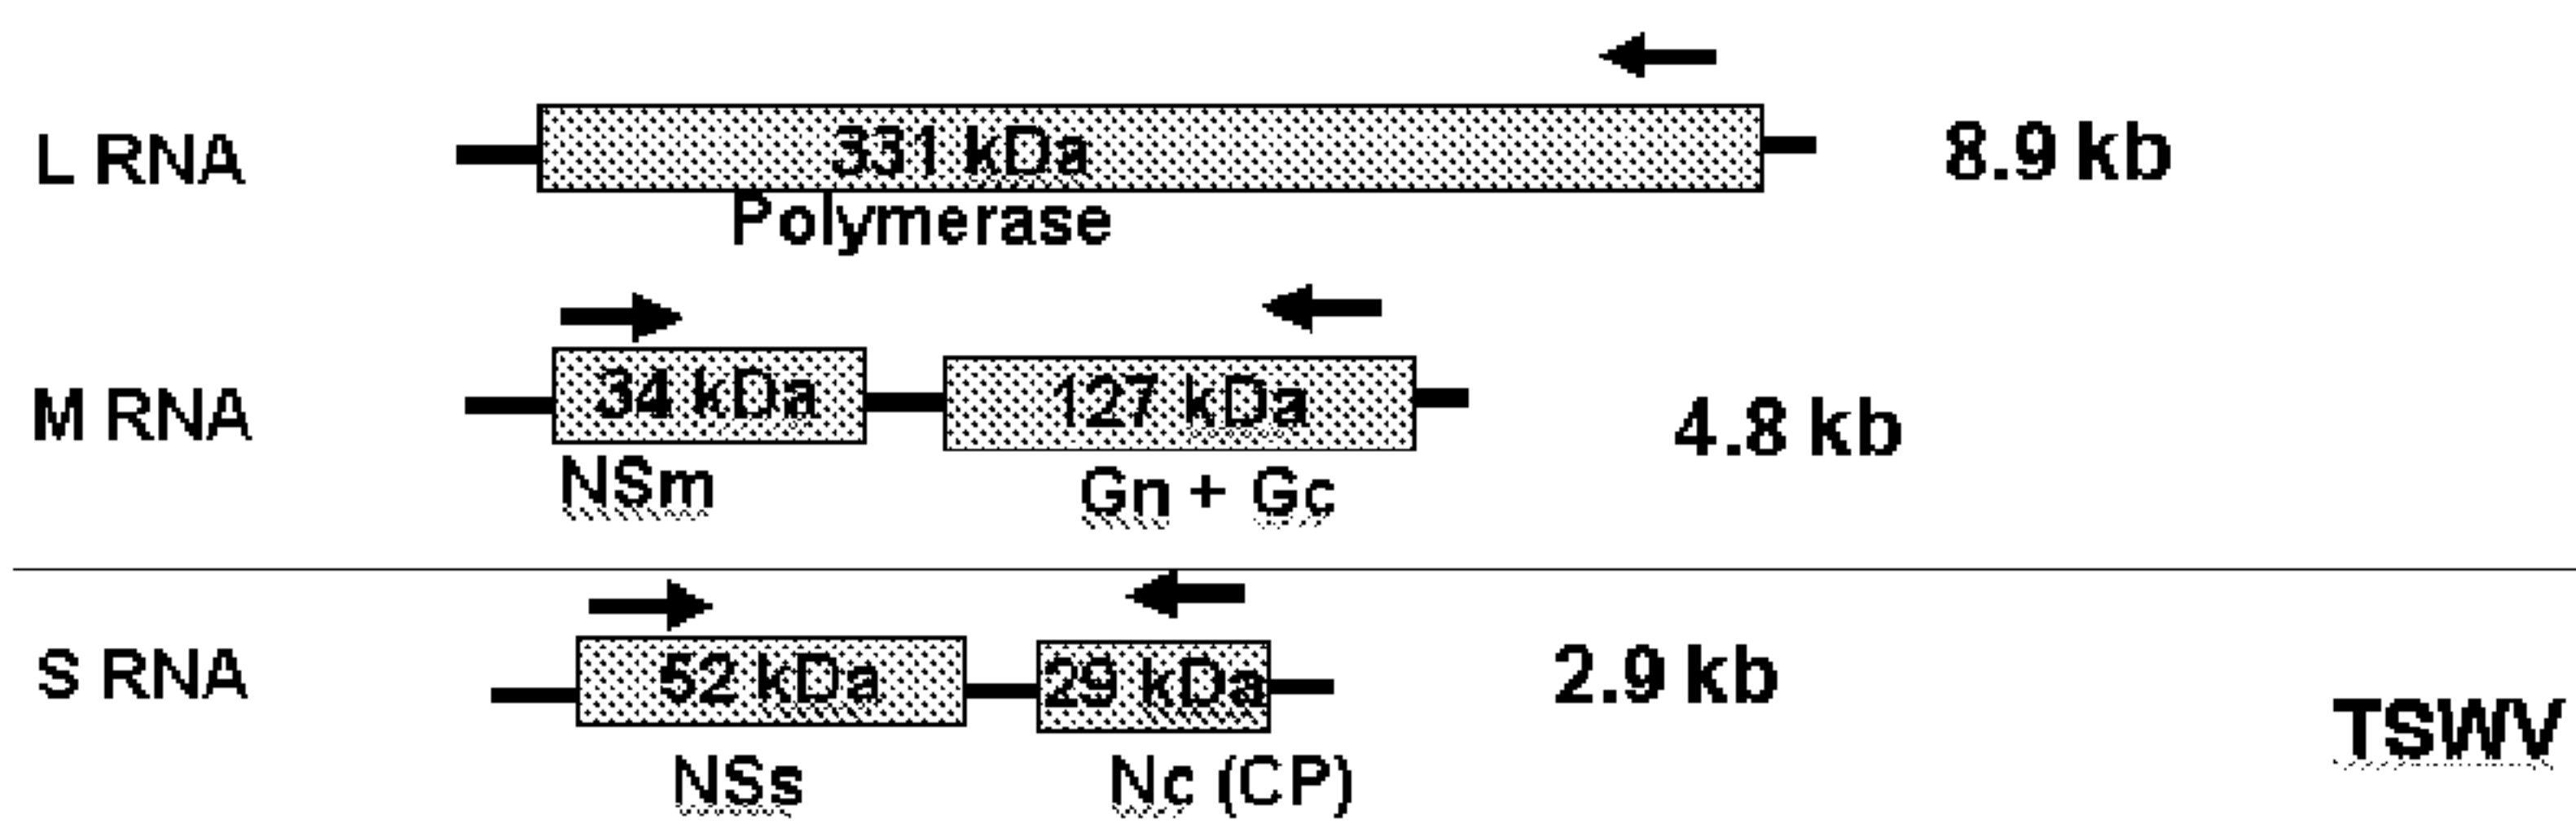 331 kDa
L RNA 8.9 kb
Polymerase
34 kDa 127 kDa
M RNA 4.8 kb
NSm Gn + Gc
52 kDa 29 kDa
S RNA 2.9 kb
TSWV
NSs Nc (CP)